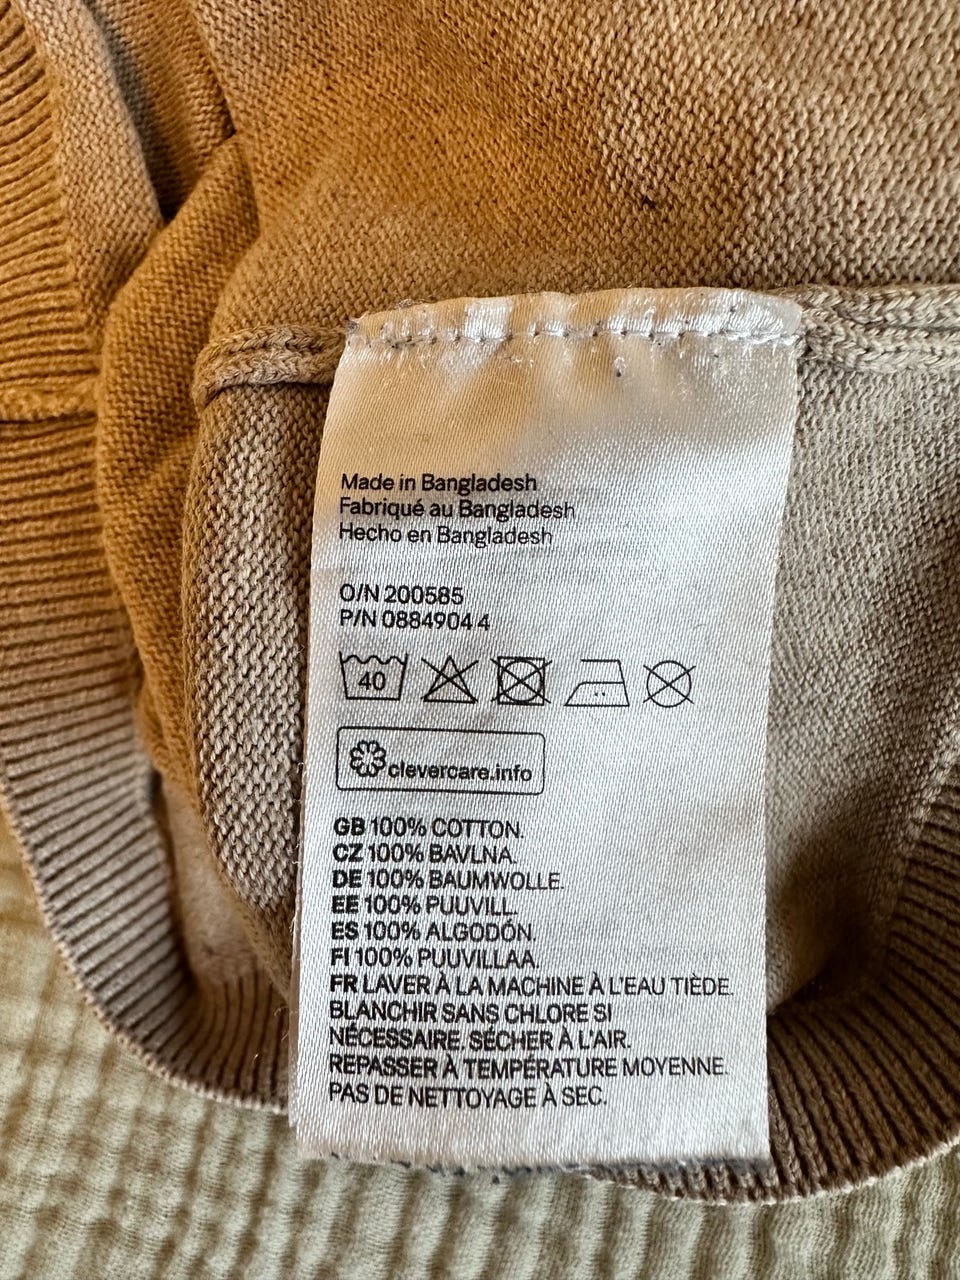 Made in Bangladesh
Fabriqué au Bangladesh
Hecho en Bangladesh
O/N 200585
P/N 0884904 4
40
clevercare.info
GB 100% COTTON.
CZ 100% BAVLNA.
DE 100% BAUMWOLLE.
EE 100% PUUVILL.
ES 100% ALGODÓN.
FI 100% PUUVILLAA.
FR LAVER À LA MACHINE À L'EAU TIÈDE.
BLANCHIR SANS CHLORE SI
NÉCESSAIRE. SÉCHER À L'AIR.
REPASSER À TEMPÉRATURE MOYENNE.
PAS DE NETTOYAGE À SEC.